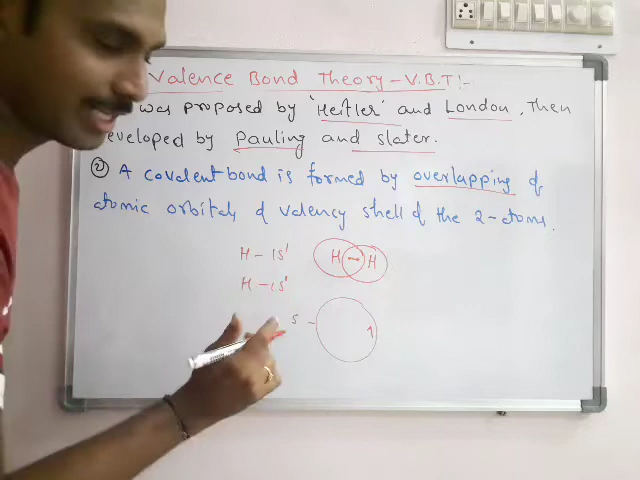 Valence Bond Theory - V.B.T :-
was proposed by 'Heitler' and London, Then
developed by Pauling and slater.
② A covalent bond is formed by overlapping of
atomic orbitals of valency shell of the 2-atoms.
H - 1S¹ H H
H - 1S¹
S - 1